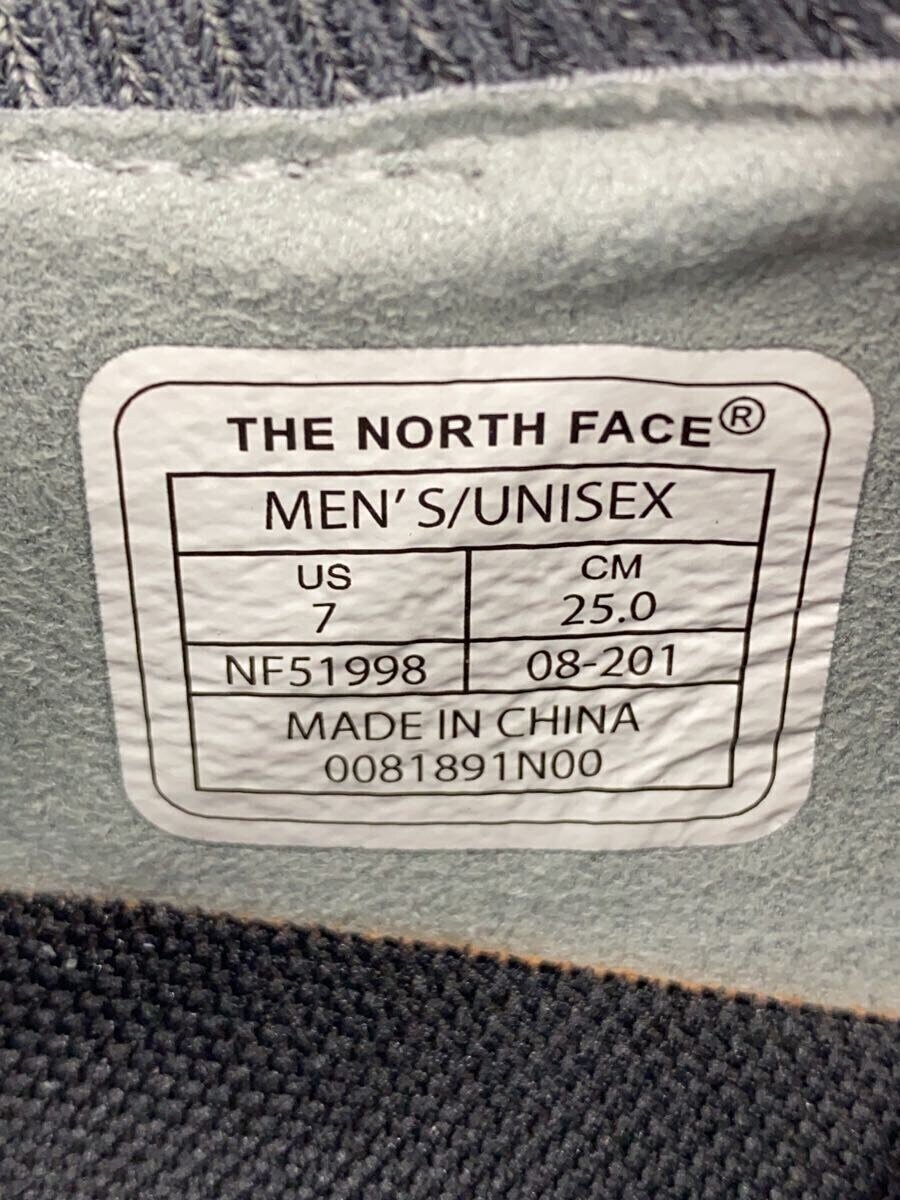 THE NORTH FACE®
MEN'S/UNISEX
US CM
7 25.0
NF51998 08-201
MADE IN CHINA
0081891N00